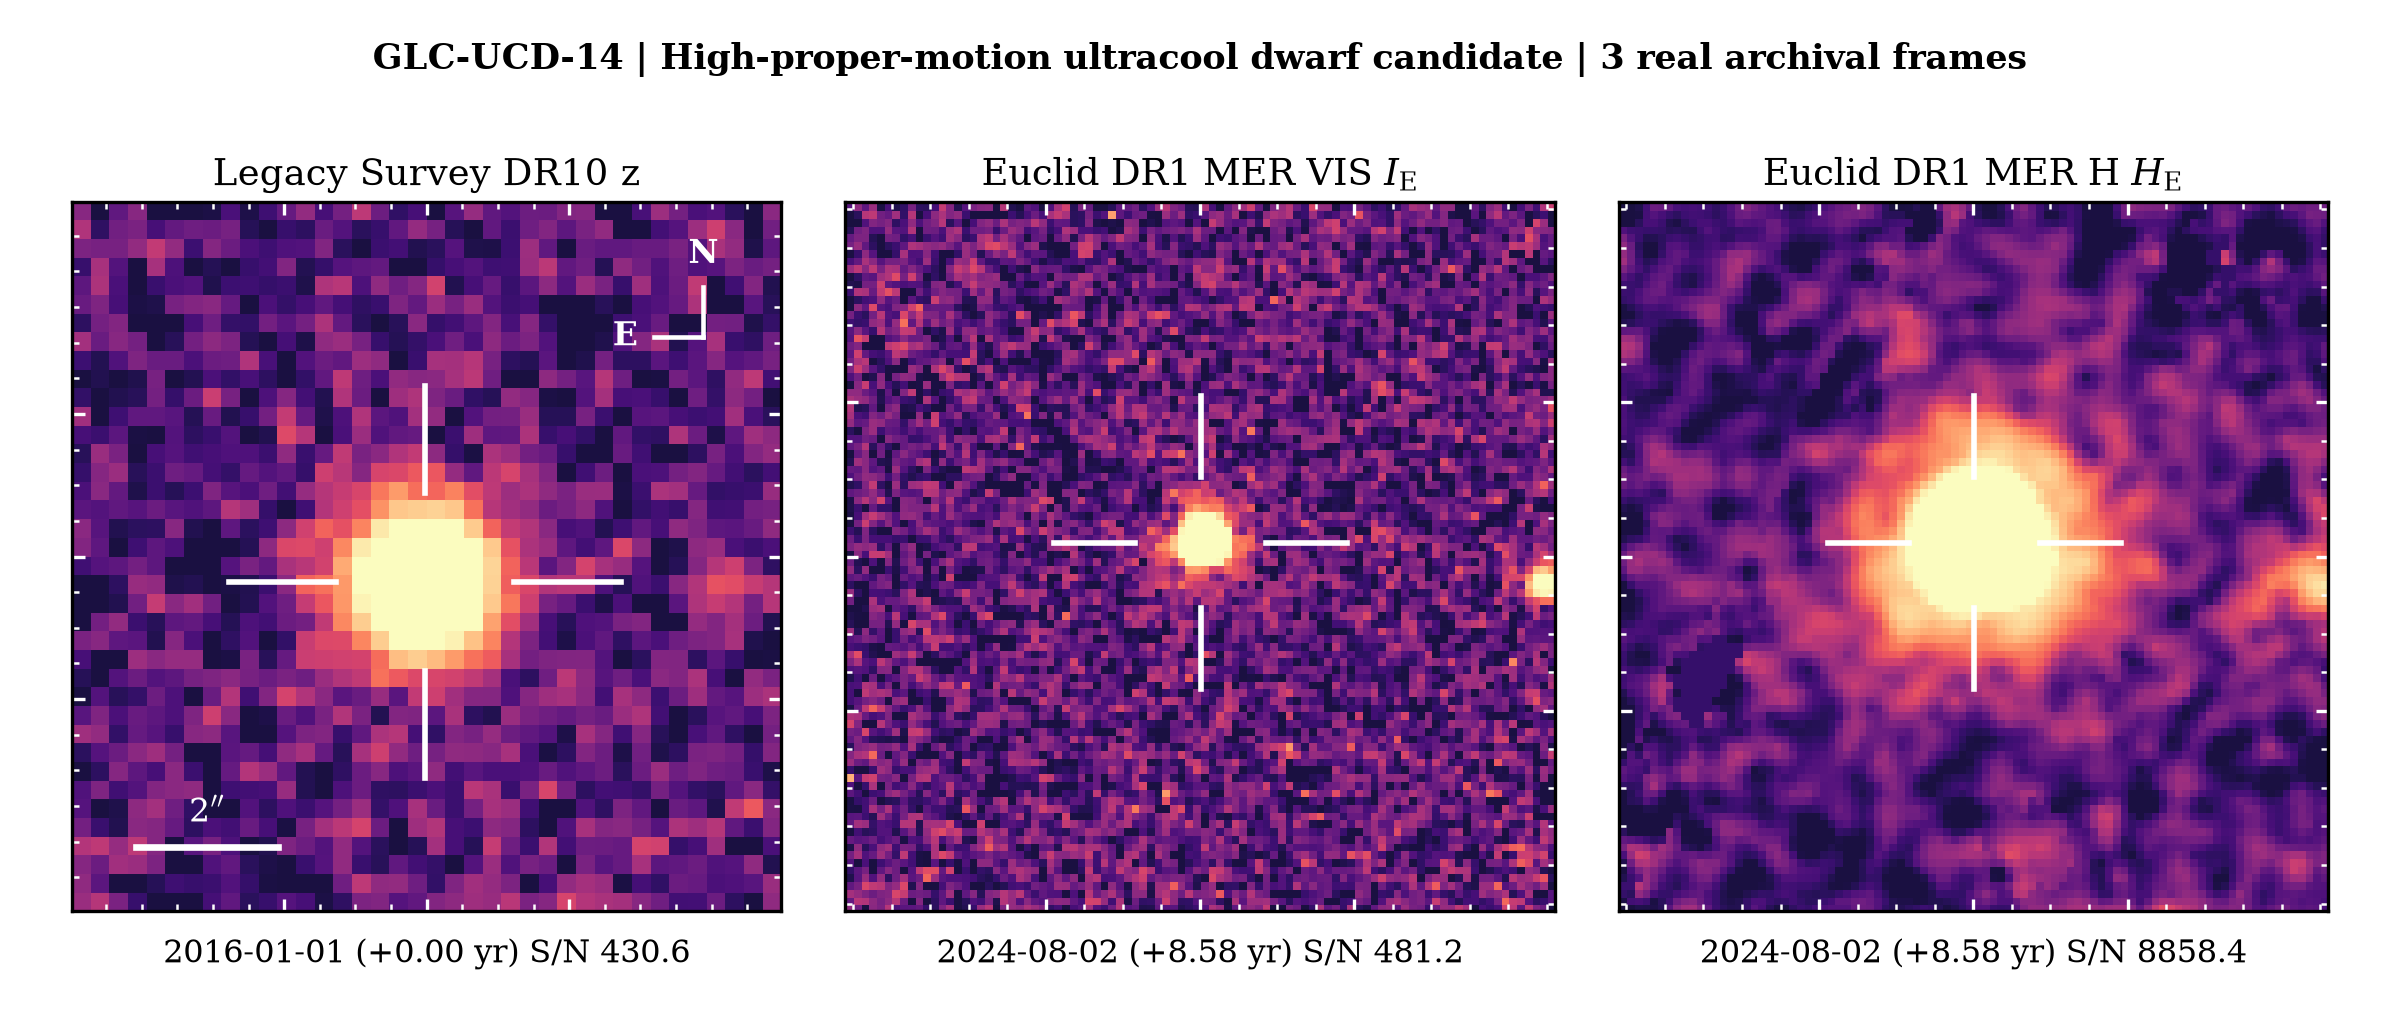 GLC-UCD-14 | High-proper-motion ultracool dwarf candidate | 3 real archival frames
Legacy Survey DR10 z
Euclid DR1 MER VIS I_E
Euclid DR1 MER H H_E
N
E
2″
2016-01-01 (+0.00 yr) S/N 430.6
2024-08-02 (+8.58 yr) S/N 481.2
2024-08-02 (+8.58 yr) S/N 8858.4